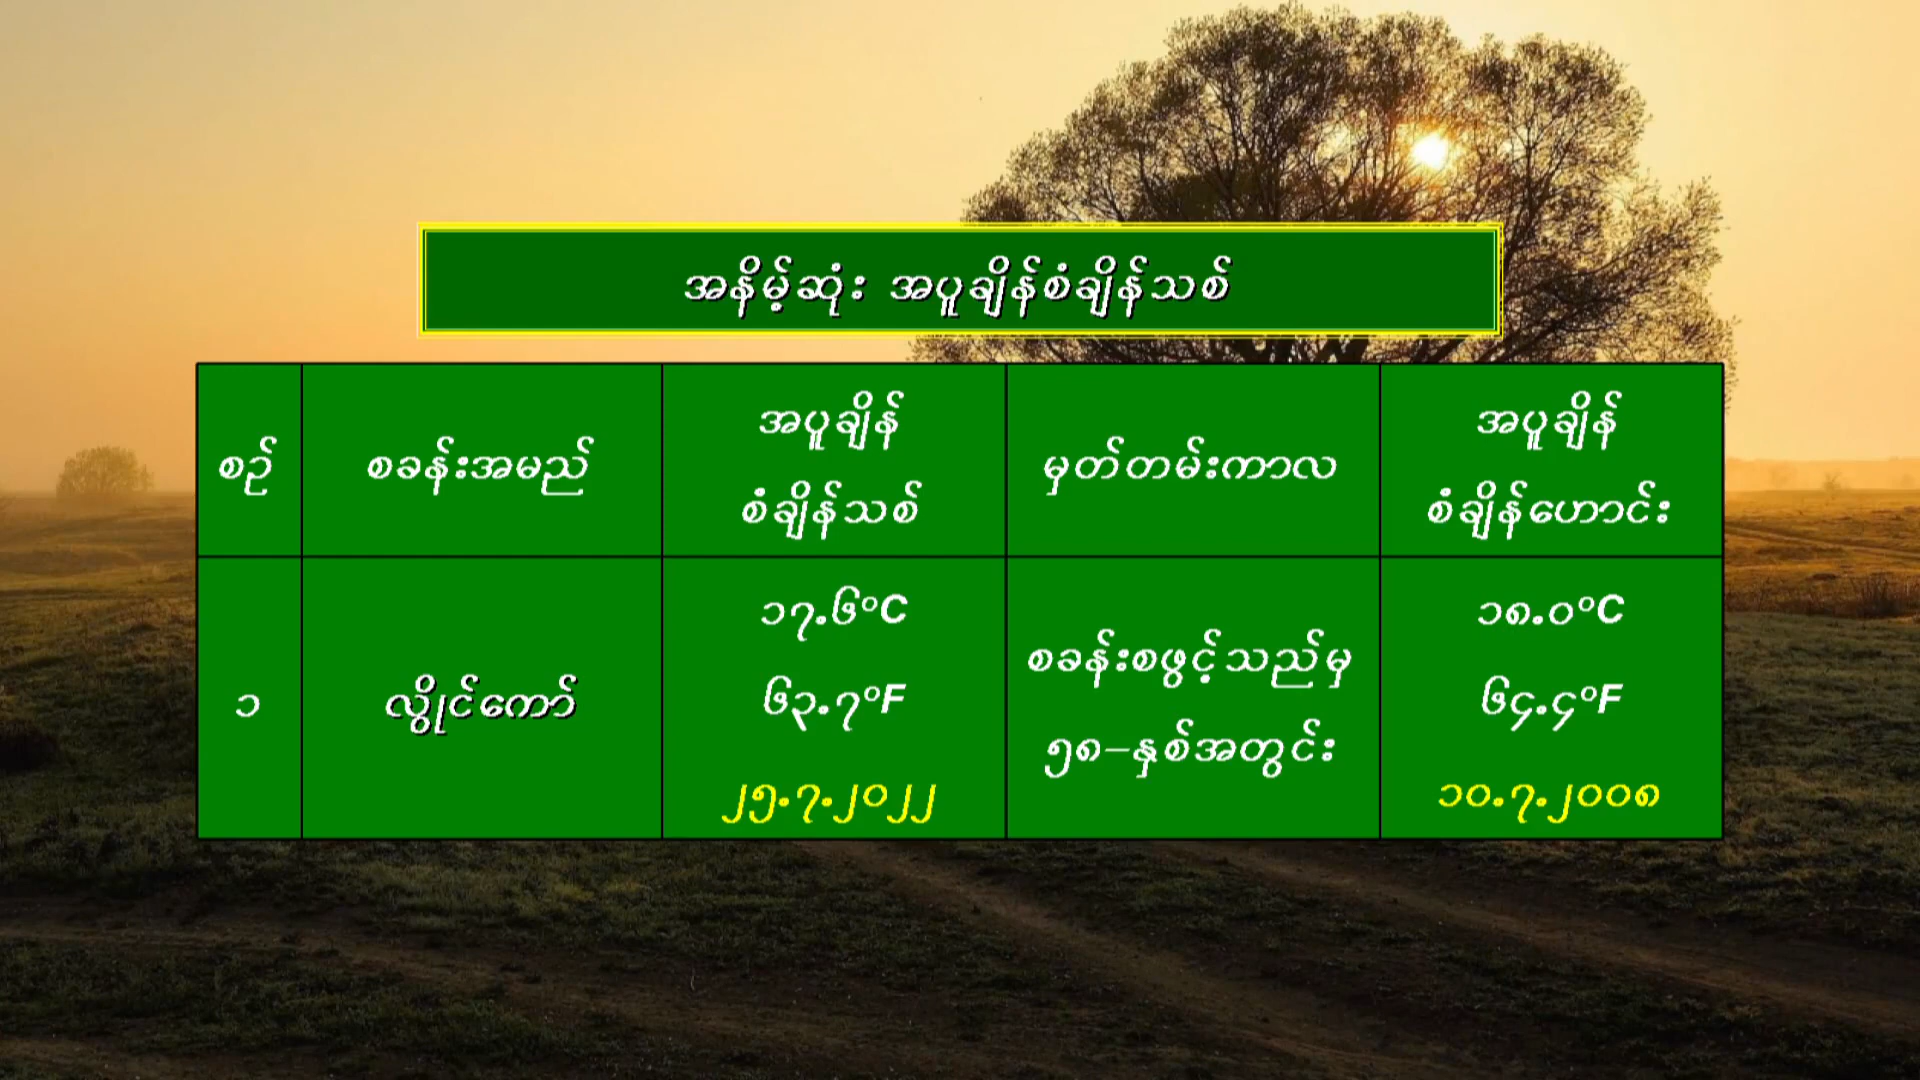 အနိမ့်ဆုံး အပူချိန်စံချိန်သစ်
စဉ်
စခန်းအမည်
အပူချိန်
စံချိန်သစ်
မှတ်တမ်းကာလ
အပူချိန်
စံချိန်ဟောင်း
၁
လွိုင်ကော်
၁၇.၆°C
၆၃.၇°F
၂၅.၇.၂၀၂၂
စခန်းစဖွင့်သည်မှ
၅၈–နှစ်အတွင်း
၁၈.၀°C
၆၄.၄°F
၁၀.၇.၂၀၀၈